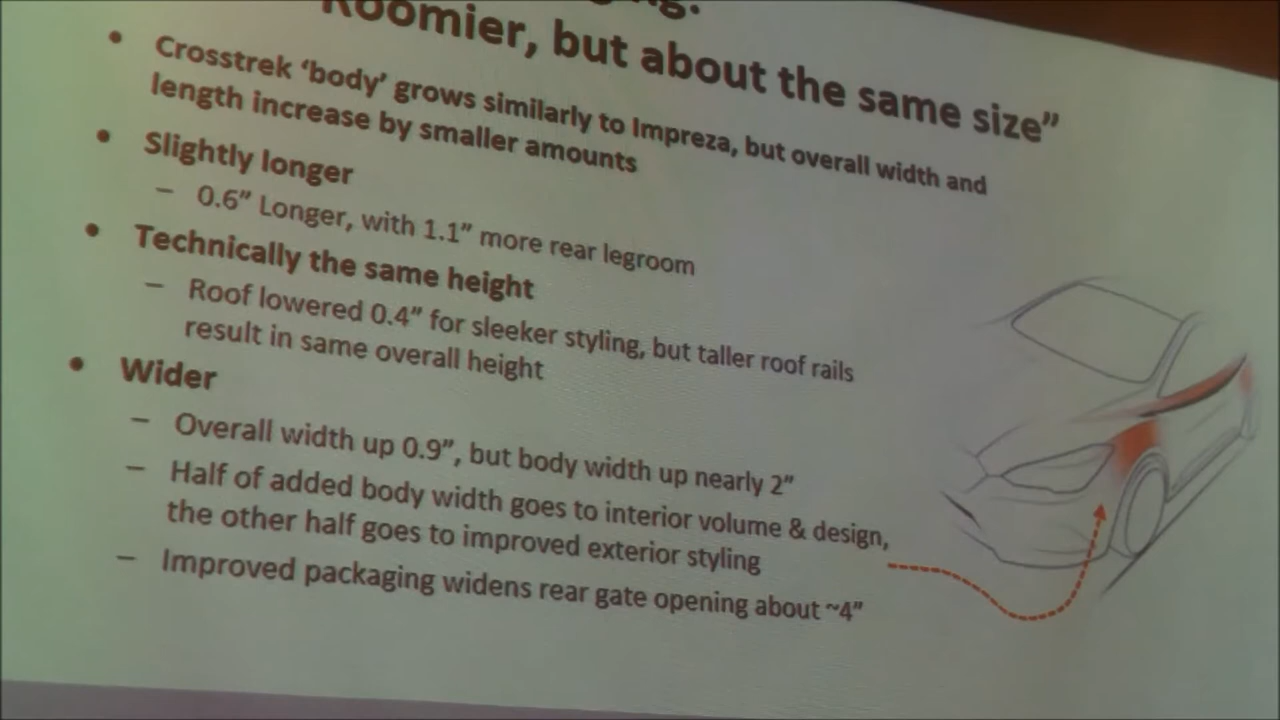 Roomier, but about the same size”
• Crosstrek ‘body’ grows similarly to Impreza, but overall width and
length increase by smaller amounts
• Slightly longer
– 0.6” Longer, with 1.1” more rear legroom
• Technically the same height
– Roof lowered 0.4” for sleeker styling, but taller roof rails
result in same overall height
• Wider
– Overall width up 0.9”, but body width up nearly 2”
– Half of added body width goes to interior volume & design,
the other half goes to improved exterior styling
– Improved packaging widens rear gate opening about ~4”